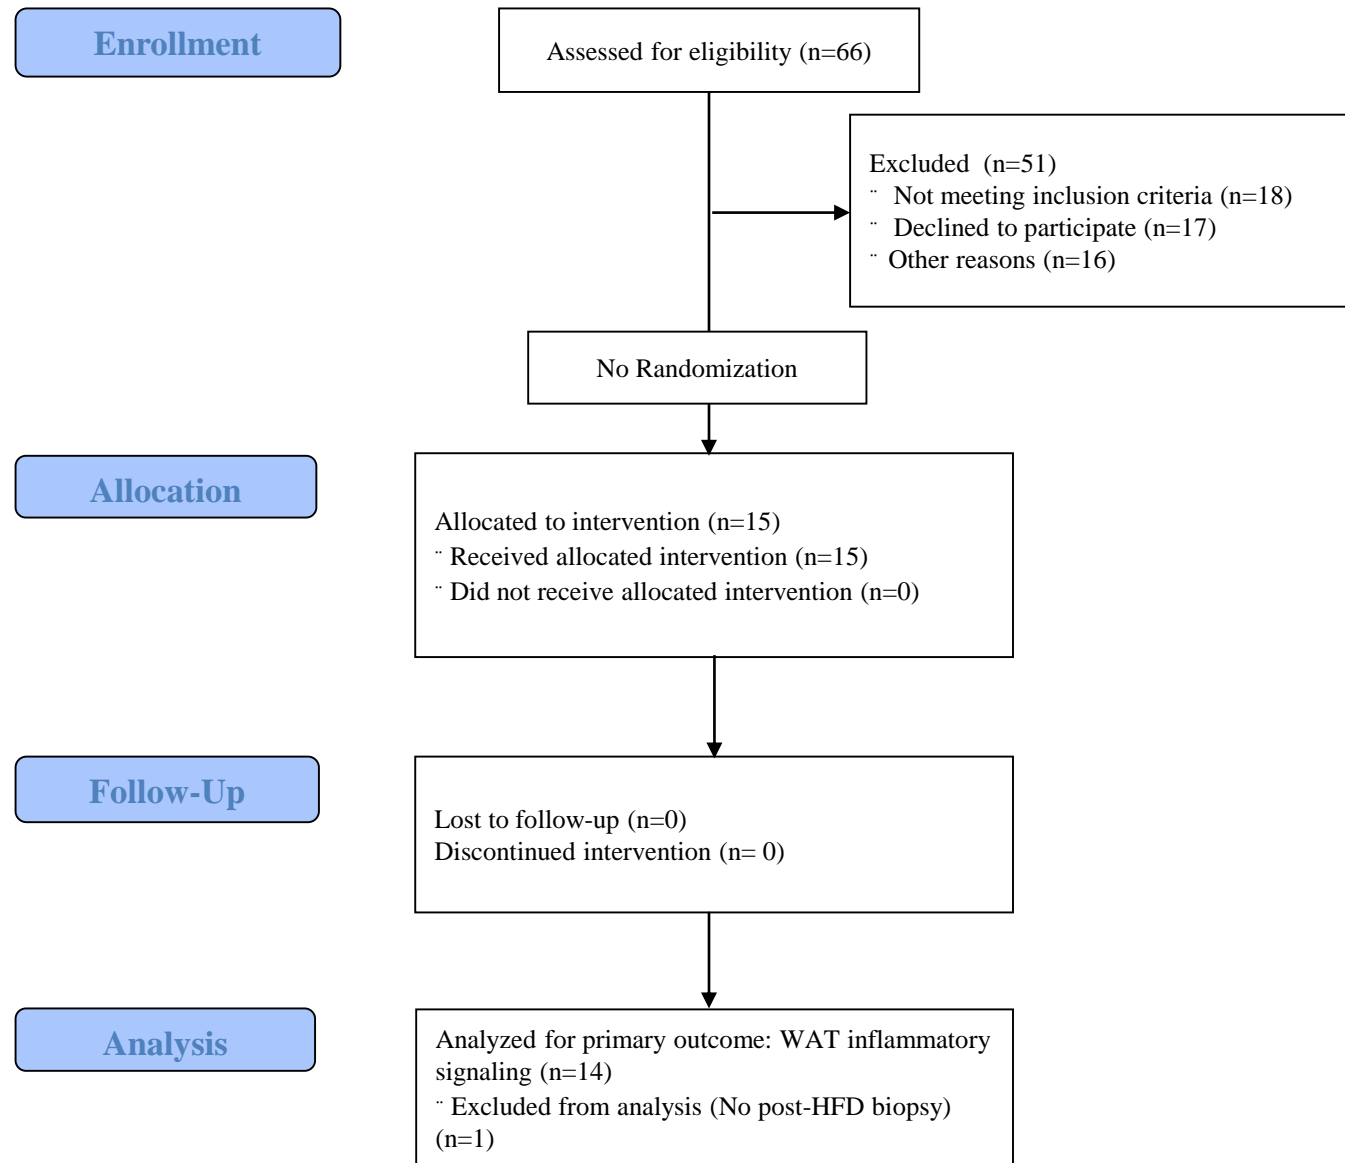 Enrollment
Assessed for eligibility (n=66)
Excluded  (n=51)
¨  Not meeting inclusion criteria (n=18)
¨  Declined to participate (n=17)
¨ Other reasons (n=16)
No Randomization
Allocation
Allocated to intervention (n=15)
¨ Received allocated intervention (n=15)
¨ Did not receive allocated intervention (n=0)
Follow-Up
Lost to follow-up (n=0)
Discontinued intervention (n= 0)
Analysis
Analyzed for primary outcome: WAT inflammatory
signaling (n=14)
¨ Excluded from analysis (No post-HFD biopsy)
(n=1)